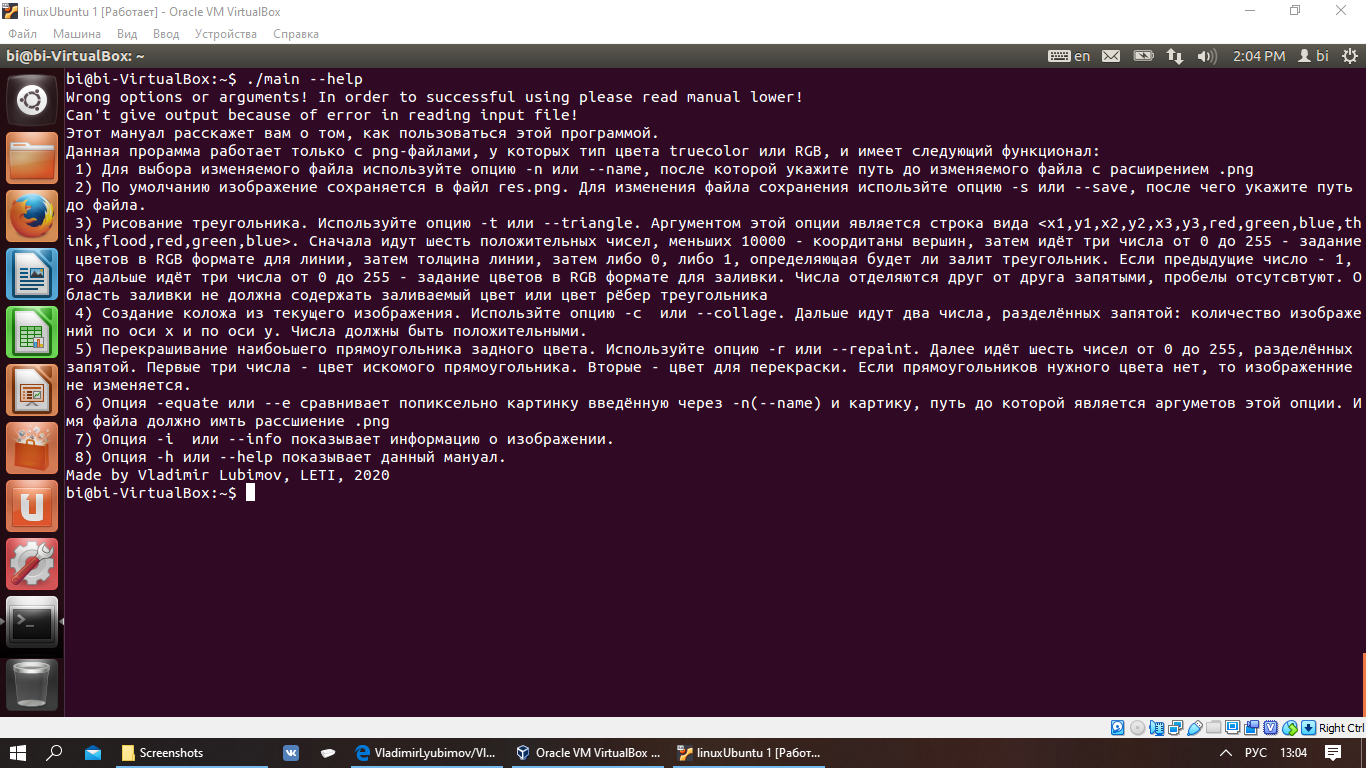 linuxUbuntu 1 [Работает] - Oracle VM VirtualBox
Файл Машина Вид Ввод Устройства Справка
bi@bi-VirtualBox: ~ en 2:04 PM bi
bi@bi-VirtualBox:~$ ./main --help
Wrong options or arguments! In order to successful using please read manual lower!
Can't give output because of error in reading input file!
Этот мануал расскажет вам о том, как пользоваться этой программой.
Данная прорамма работает только с png-файлами, у которых тип цвета truecolor или RGB, и имеет следующий функционал:
1) Для выбора изменяемого файла используйте опцию -n или --name, после которой укажите путь до изменяемого файла с расширением .png
2) По умолчанию изображение сохраняется в файл res.png. Для изменения файла сохранения использйте опцию -s или --save, после чего укажите путь
до файла.
3) Рисование треугольника. Используйте опцию -t или --triangle. Аргументом этой опции является строка вида <x1,y1,x2,y2,x3,y3,red,green,blue,th
ink,flood,red,green,blue>. Сначала идут шесть положительных чисел, меньших 10000 - коордитаны вершин, затем идёт три числа от 0 до 255 - задание
цветов в RGB формате для линии, затем толщина линии, затем либо 0, либо 1, определяющая будет ли залит треугольник. Если предыдущие число - 1,
то дальше идёт три числа от 0 до 255 - задание цветов в RGB формате для заливки. Числа отделяются друг от друга запятыми, пробелы отсутсвтуют. О
бласть заливки не должна содержать заливаемый цвет или цвет рёбер треугольника
4) Создание коложа из текущего изображения. Использйте опцию -c  или --collage. Дальше идут два числа, разделённых запятой: количество изображе
ний по оси x и по оси y. Числа должны быть положительными.
5) Перекрашивание наибоьшего прямоугольника задного цвета. Используйте опцию -r или --repaint. Далее идёт шесть чисел от 0 до 255, разделённых
запятой. Первые три числа - цвет искомого прямоугольника. Вторые - цвет для перекраски. Если прямоугольников нужного цвета нет, то изображенние
не изменяется.
6) Опция -equate или --e сравнивает попиксельно картинку введённую через -n(--name) и картику, путь до которой является аргуметов этой опции. И
мя файла должно имть рассшиение .png
7) Опция -i  или --info показывает информацию о изображении.
8) Опция -h или --help показывает данный мануал.
Made by Vladimir Lubimov, LETI, 2020
bi@bi-VirtualBox:~$
Right Ctrl
Screenshots VladimirLyubimov/Vl... Oracle VM VirtualBox ... linuxUbuntu 1 [Работ... РУС 13:04